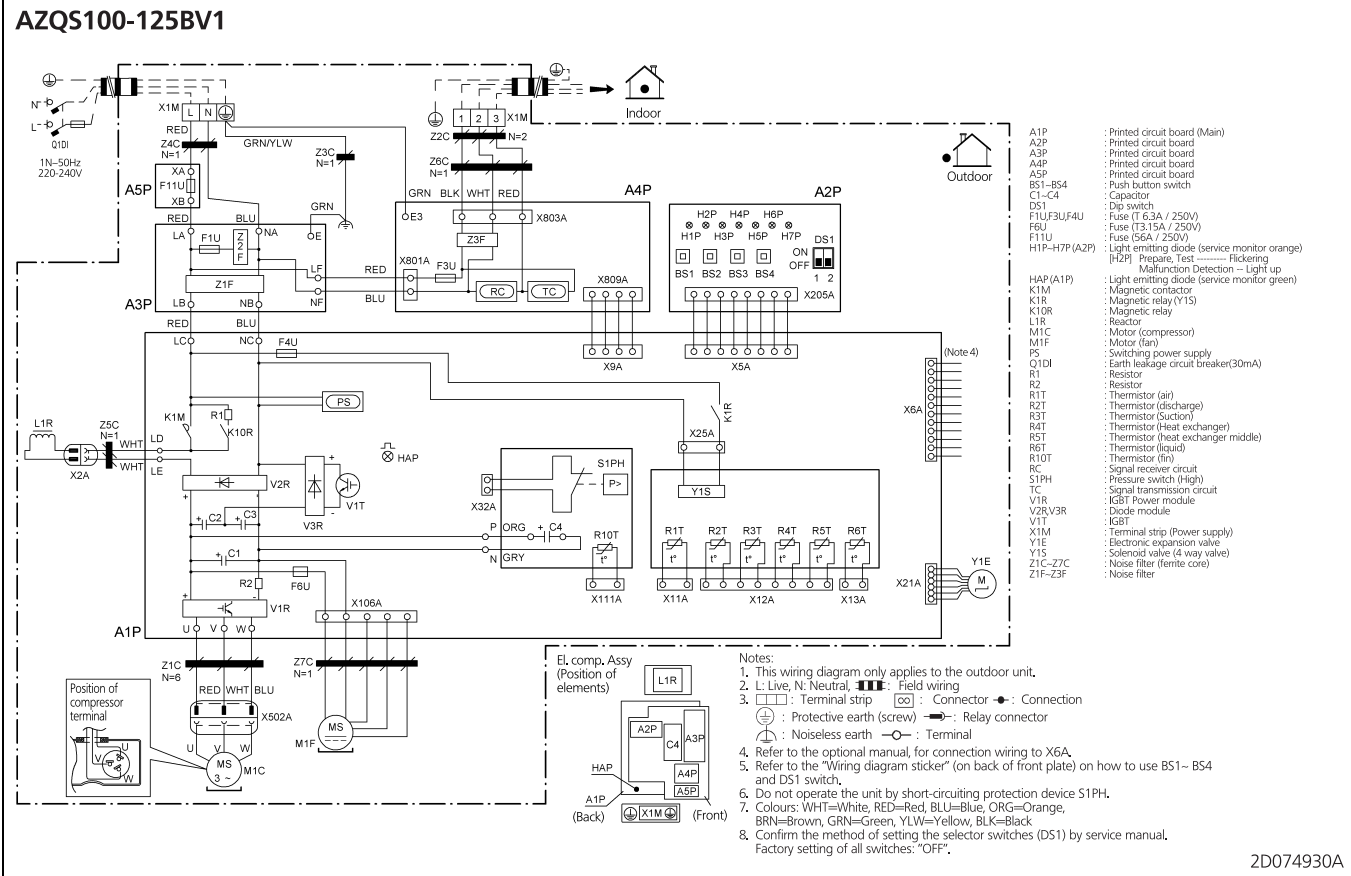 AZQS100-125BV1
Indoor
Outdoor
N
L
Q1DI
1N~50Hz
220-240V
X1M
L N
RED
Z4C
N=1
GRN/YLW
Z3C
N=1
XA
A5P
F11U
XB
RED
BLU
GRN
LA
NA
E
F1U
Z2F
Z1F
LF
NF
A3P
LB
NB
RED
BLU
1 2 3
X1M
Z2C
N=2
Z6C
N=1
GRN BLK WHT RED
A4P
E3
X803A
Z3F
X801A
F3U
RC
TC
X809A
RED
BLU
A2P
H2P H4P H6P
H1P H3P H5P H7P
DS1
ON
OFF
1 2
BS1 BS2 BS3 BS4
X205A
LC
NC
F4U
X9A
X5A
(Note 4)
X6A
PS
K1M
R1
K10R
K1R
X25A
L1R
Z5C
N=1
WHT
LD
WHT
LE
X2A
HAP
V2R
+
-
V1T
V3R
C2
C3
C1
R2
F6U
V1R
X32A
S1PH
P>
P
ORG
C4
N
GRY
R10T
t°
X111A
Y1S
R1T R2T R3T R4T R5T R6T
t° t° t° t° t° t°
X11A
X12A
X13A
X21A
Y1E
M
X106A
A1P
U V W
Z1C
N=6
RED WHT BLU
X502A
U V W
MS
3 ~
M1C
Z7C
N=1
MS
M1F
Position of
compressor
terminal
U
V
W
El. comp. Assy
(Position of
elements)
L1R
A2P
C4
A3P
A4P
A5P
HAP
A1P
(Back)
X1M
(Front)
A1P : Printed circuit board (Main)
A2P : Printed circuit board
A3P : Printed circuit board
A4P : Printed circuit board
A5P : Printed circuit board
BS1~BS4 : Push button switch
C1~C4 : Capacitor
DS1 : Dip switch
F1U,F3U,F4U : Fuse (T 6.3A / 250V)
F6U : Fuse (T3.15A / 250V)
F11U : Fuse (56A / 250V)
H1P~H7P (A2P) : Light emitting diode (service monitor orange)
[H2P] Prepare, Test --------- Flickering
Malfunction Detection -- Light up
HAP (A1P) : Light emitting diode (service monitor green)
K1M : Magnetic contactor
K1R : Magnetic relay (Y1S)
K10R : Magnetic relay
L1R : Reactor
M1C : Motor (compressor)
M1F : Motor (fan)
PS : Switching power supply
Q1DI : Earth leakage circuit breaker(30mA)
R1 : Resistor
R2 : Resistor
R1T : Thermistor (air)
R2T : Thermistor (discharge)
R3T : Thermistor (Suction)
R4T : Thermistor (Heat exchanger)
R5T : Thermistor (heat exchanger middle)
R6T : Thermistor (liquid)
R10T : Thermistor (fin)
RC : Signal receiver circuit
S1PH : Pressure switch (High)
TC : Signal transmission circuit
V1R : IGBT Power module
V2R,V3R : Diode module
V1T : IGBT
X1M : Terminal strip (Power supply)
Y1E : Electronic expansion valve
Y1S : Solenoid valve (4 way valve)
Z1C~Z7C : Noise filter (ferrite core)
Z1F~Z3F : Noise filter
Notes:
1. This wiring diagram only applies to the outdoor unit.
2. L: Live, N: Neutral, : Field wiring
3. : Terminal strip : Connector : Connection
: Protective earth (screw) : Relay connector
: Noiseless earth : Terminal
4. Refer to the optional manual, for connection wiring to X6A.
5. Refer to the "Wiring diagram sticker" (on back of front plate) on how to use BS1~ BS4
and DS1 switch.
6. Do not operate the unit by short-circuiting protection device S1PH.
7. Colours: WHT=White, RED=Red, BLU=Blue, ORG=Orange,
BRN=Brown, GRN=Green, YLW=Yellow, BLK=Black
8. Confirm the method of setting the selector switches (DS1) by service manual.
Factory setting of all switches: "OFF".
2D074930A